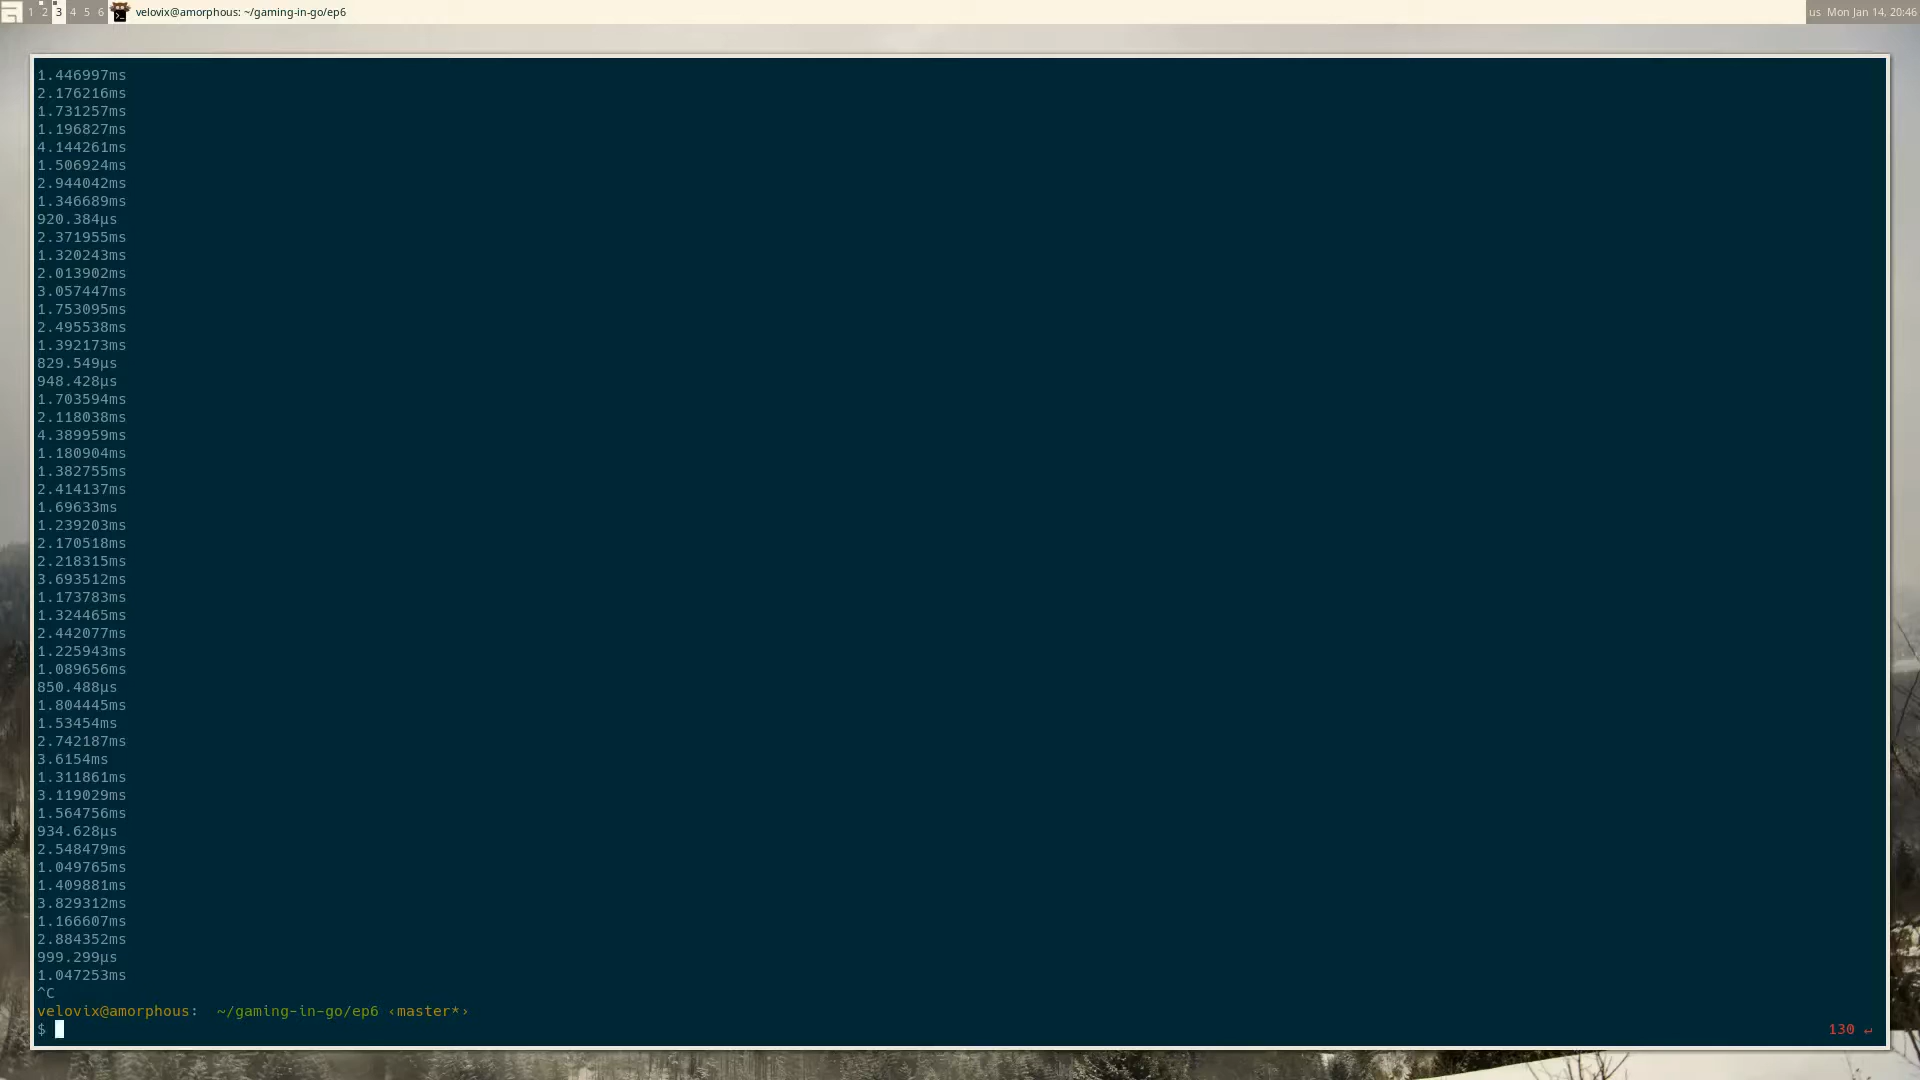 1 2 3 4 5 6 velovix@amorphous: ~/gaming-in-go/ep6 us Mon Jan 14, 20:46
1.446997ms
2.176216ms
1.731257ms
1.196827ms
4.144261ms
1.506924ms
2.944042ms
1.346689ms
920.384µs
2.371955ms
1.320243ms
2.013902ms
3.057447ms
1.753095ms
2.495538ms
1.392173ms
829.549µs
948.428µs
1.703594ms
2.118038ms
4.389959ms
1.180904ms
1.382755ms
2.414137ms
1.69633ms
1.239203ms
2.170518ms
2.218315ms
3.693512ms
1.173783ms
1.324465ms
2.442077ms
1.225943ms
1.089656ms
850.488µs
1.804445ms
1.53454ms
2.742187ms
3.6154ms
1.311861ms
3.119029ms
1.564756ms
934.628µs
2.548479ms
1.049765ms
1.409881ms
3.829312ms
1.166607ms
2.884352ms
999.299µs
1.047253ms
^C
velovix@amorphous:  ~/gaming-in-go/ep6 ‹master*›
$ 130 ↵